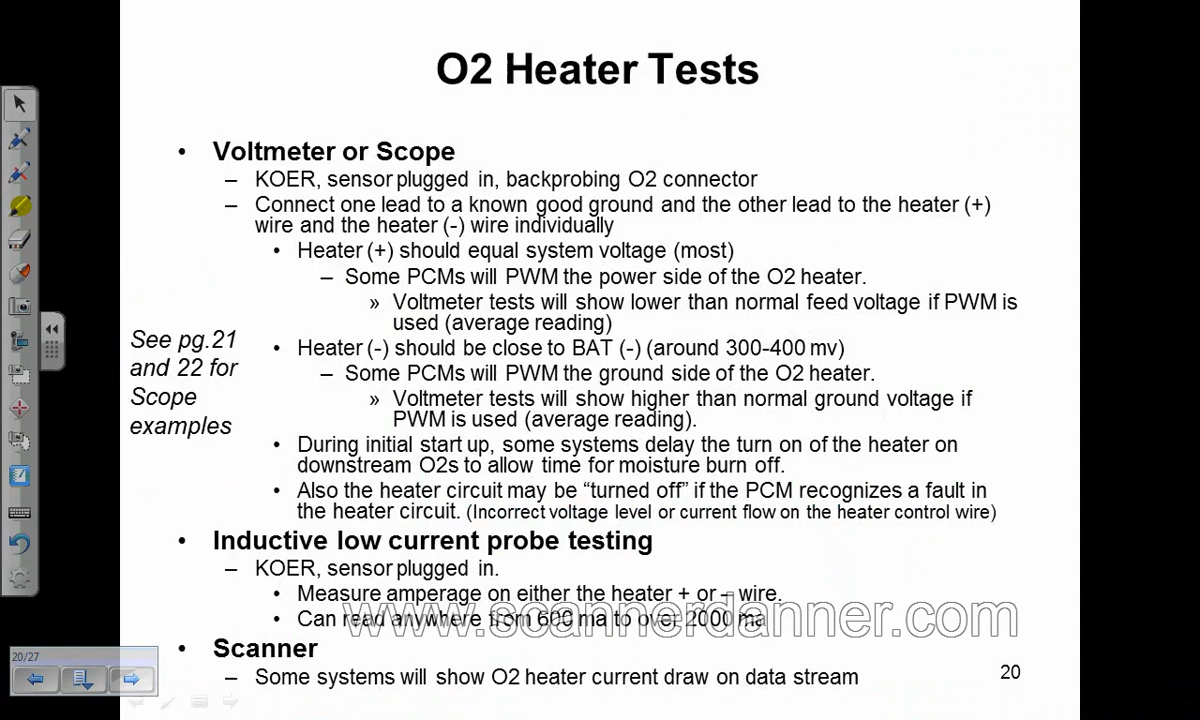 O2 Heater Tests
• Voltmeter or Scope
– KOER, sensor plugged in, backprobing O2 connector
– Connect one lead to a known good ground and the other lead to the heater (+)
wire and the heater (-) wire individually
• Heater (+) should equal system voltage (most)
– Some PCMs will PWM the power side of the O2 heater.
» Voltmeter tests will show lower than normal feed voltage if PWM is
used (average reading)
See pg.21
and 22 for
Scope
examples
• Heater (-) should be close to BAT (-) (around 300-400 mv)
– Some PCMs will PWM the ground side of the O2 heater.
» Voltmeter tests will show higher than normal ground voltage if
PWM is used (average reading).
• During initial start up, some systems delay the turn on of the heater on
downstream O2s to allow time for moisture burn off.
• Also the heater circuit may be “turned off” if the PCM recognizes a fault in
the heater circuit. (Incorrect voltage level or current flow on the heater control wire)
• Inductive low current probe testing
– KOER, sensor plugged in.
• Measure amperage on either the heater + or – wire.
• Can read anywhere from 600 ma to over 2000 ma
www.scannerdanner.com
• Scanner
– Some systems will show O2 heater current draw on data stream
20
20/27